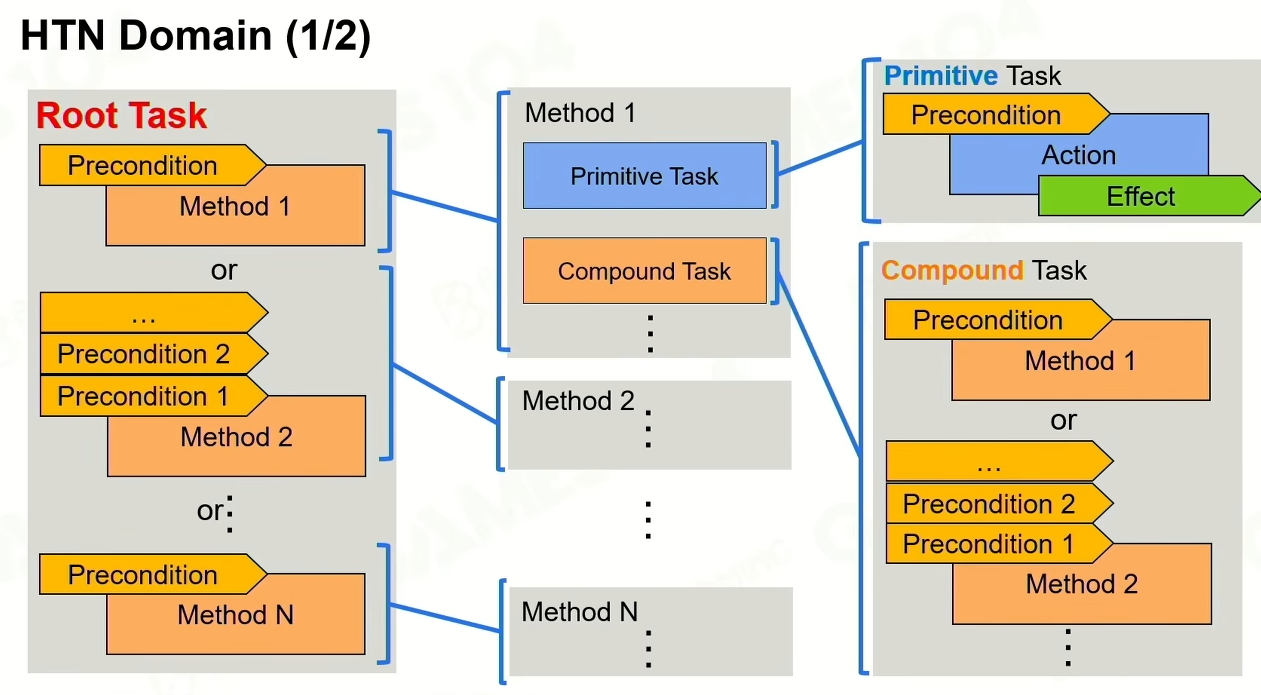 HTN Domain (1/2)
Root Task
Precondition
Method 1
or
...
Precondition 2
Precondition 1
Method 2
or
Precondition
Method N
Method 1
Primitive Task
Compound Task
Method 2
Method N
Primitive Task
Precondition
Action
Effect
Compound Task
Precondition
Method 1
or
...
Precondition 2
Precondition 1
Method 2